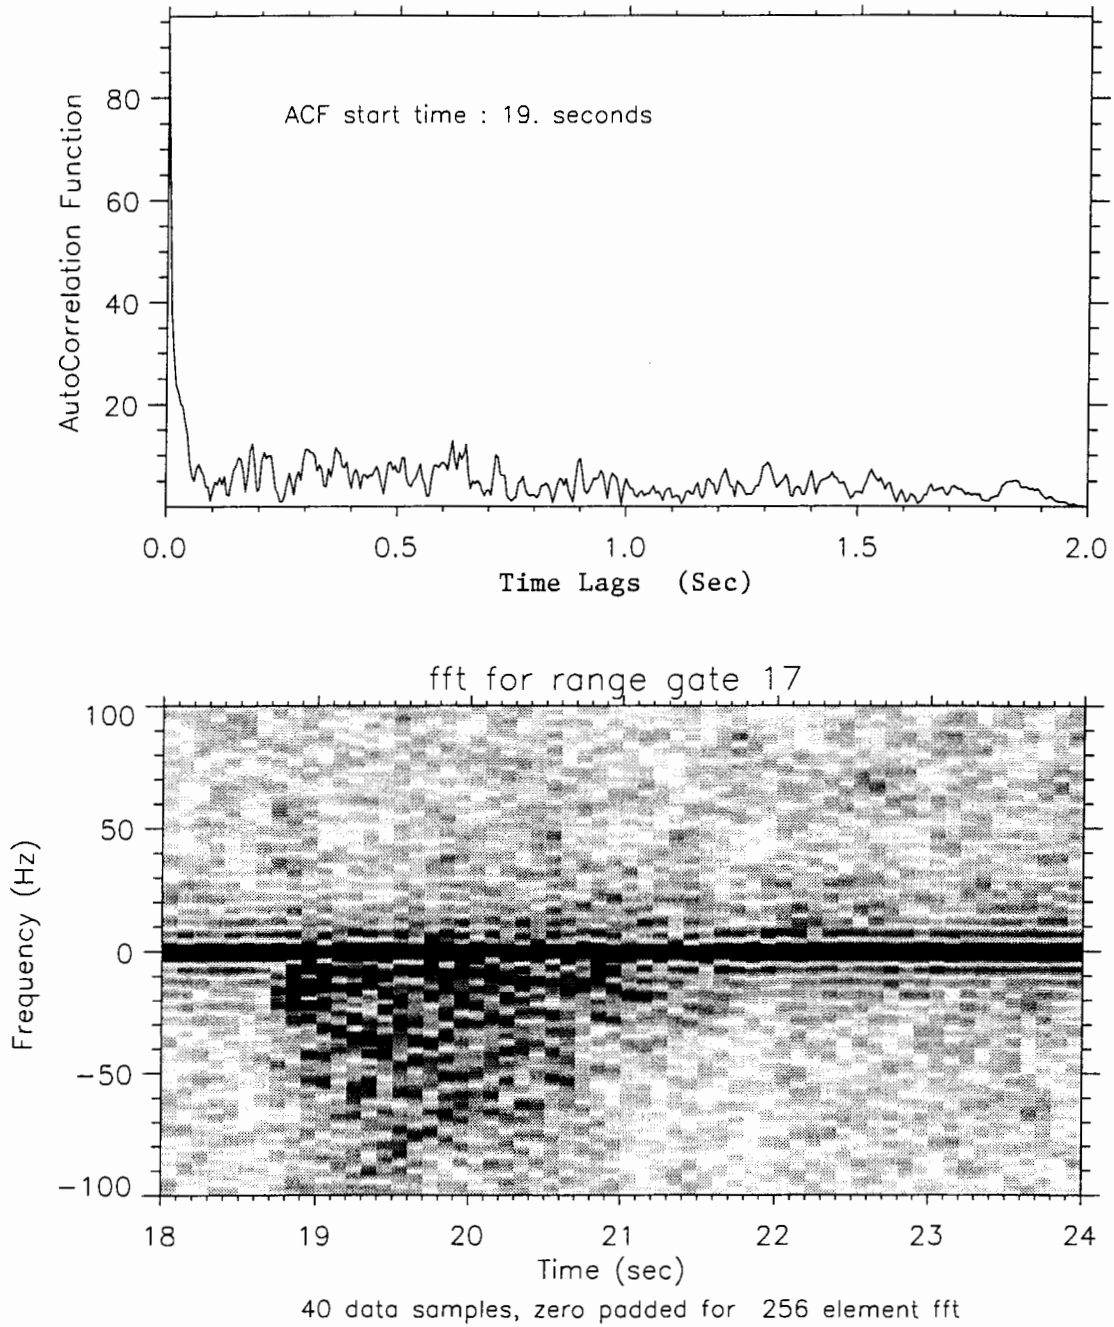 ACF start time : 19. seconds
AutoCorrelation Function
80
60
40
20
0.0 0.5 1.0 1.5 2.0
Time Lags (Sec)
fft for range gate 17
Frequency (Hz)
100
50
0
-50
-100
18 19 20 21 22 23 24
Time (sec)
40 data samples, zero padded for 256 element fft